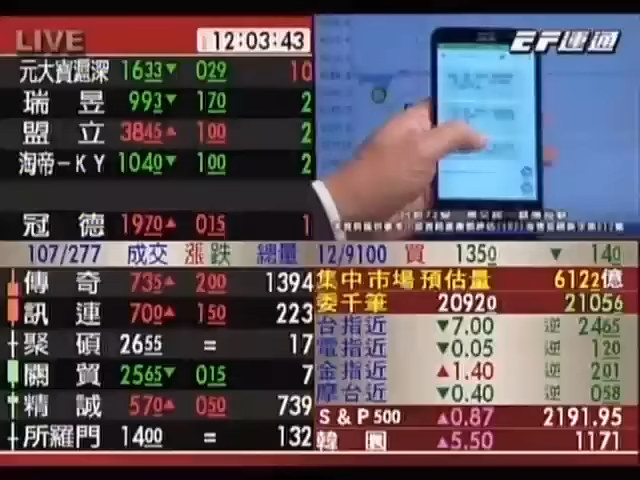 LIVE 12:03:43
EF運通
元大寶滬深 1633▼ 029 10
瑞昱 993▼ 170 2
盟立 3845▲ 100 2
淘帝－KY 1040▼ 100 2
冠德 1970▲ 015 1
107/277 成交 漲跌 總量
傳奇 735▲ 200 1394
訊連 700▲ 150 223
聚碩 2655 = 17
關貿 2565▼ 015 7
精誠 570▲ 050 739
所羅門 1400 = 132
12/9100 買 1350 ▼ 140
集中市場預估量 6122億
委千筆 20920 21056
台指近 ▼7.00 逆 2465
電指近 ▼0.05 逆 120
金指近 ▲1.40 逆 201
摩台近 ▼0.40 逆 058
S&P500 ▲0.87 2191.95
韓圜 ▲5.50 1171